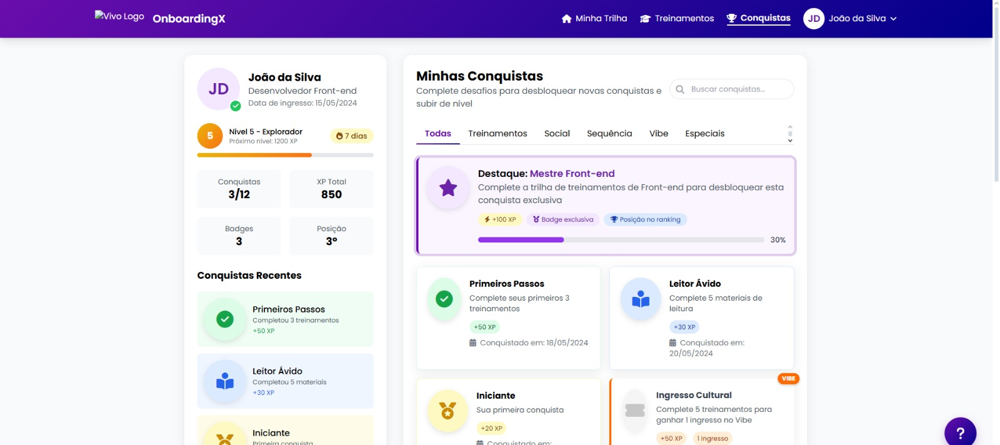 Vivo Logo
OnboardingX
Minha Trilha
Treinamentos
Conquistas
JD
João da Silva
JD
João da Silva
Desenvolvedor Front-end
Data de ingresso: 15/05/2024
5
Nível 5 - Explorador
Próximo nível: 1200 XP
7 dias
Conquistas
3/12
XP Total
850
Badges
3
Posição
3º
Conquistas Recentes
Primeiros Passos
Completou 3 treinamentos
+50 XP
Leitor Ávido
Completou 5 materiais
+30 XP
Iniciante
Primeira conquista
Minhas Conquistas
Complete desafios para desbloquear novas conquistas e
subir de nível
Buscar conquistas...
Todas
Treinamentos
Social
Sequência
Vibe
Especiais
Destaque: Mestre Front-end
Complete a trilha de treinamentos de Front-end para desbloquear esta
conquista exclusiva
+100 XP
Badge exclusiva
Posição no ranking
30%
Primeiros Passos
Complete seus primeiros 3
treinamentos
+50 XP
Conquistado em: 18/05/2024
Leitor Ávido
Complete 5 materiais de
leitura
+30 XP
Conquistado em:
20/05/2024
Iniciante
Sua primeira conquista
+20 XP
Conquistado em:
VIBE
Ingresso Cultural
Complete 5 treinamentos para
ganhar 1 ingresso no Vibe
+50 XP
1 Ingresso
?